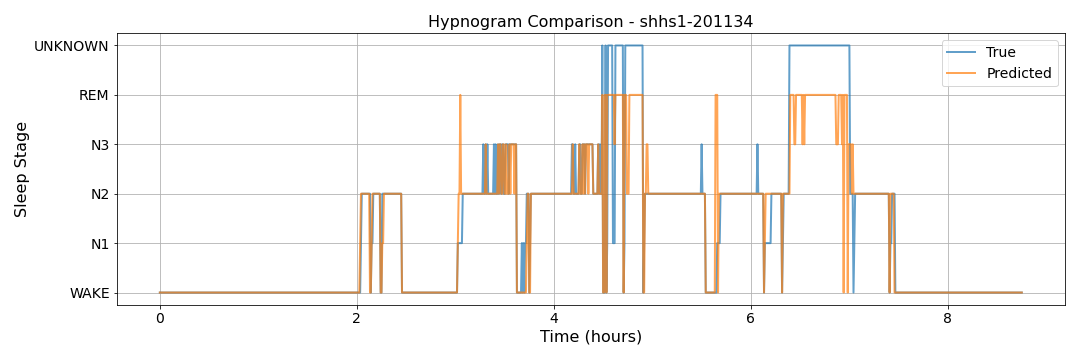 Hypnogram Comparison - shhs1-201134
UNKNOWN
REM
N3
N2
N1
WAKE
Sleep Stage
True
Predicted
0 2 4 6 8
Time (hours)